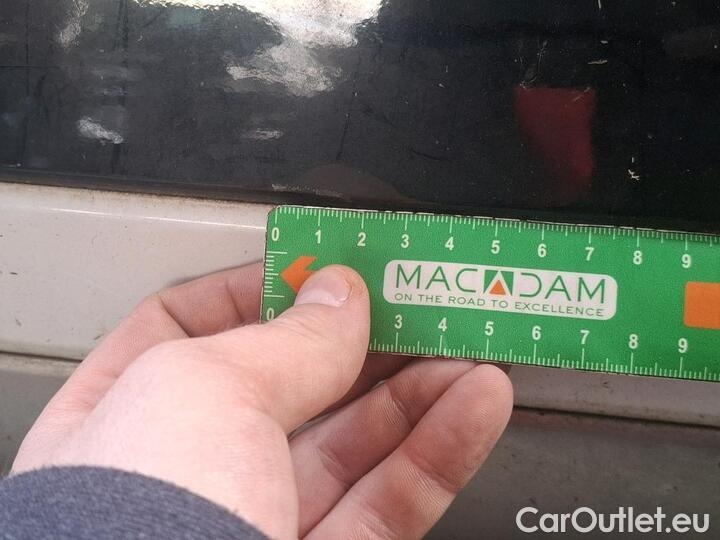 0 1 2 3 4 5 6 7 8 9
MACADAM
ON THE ROAD TO EXCELLENCE
0 3 4 5 6 7 8 9
CarOutlet.eu